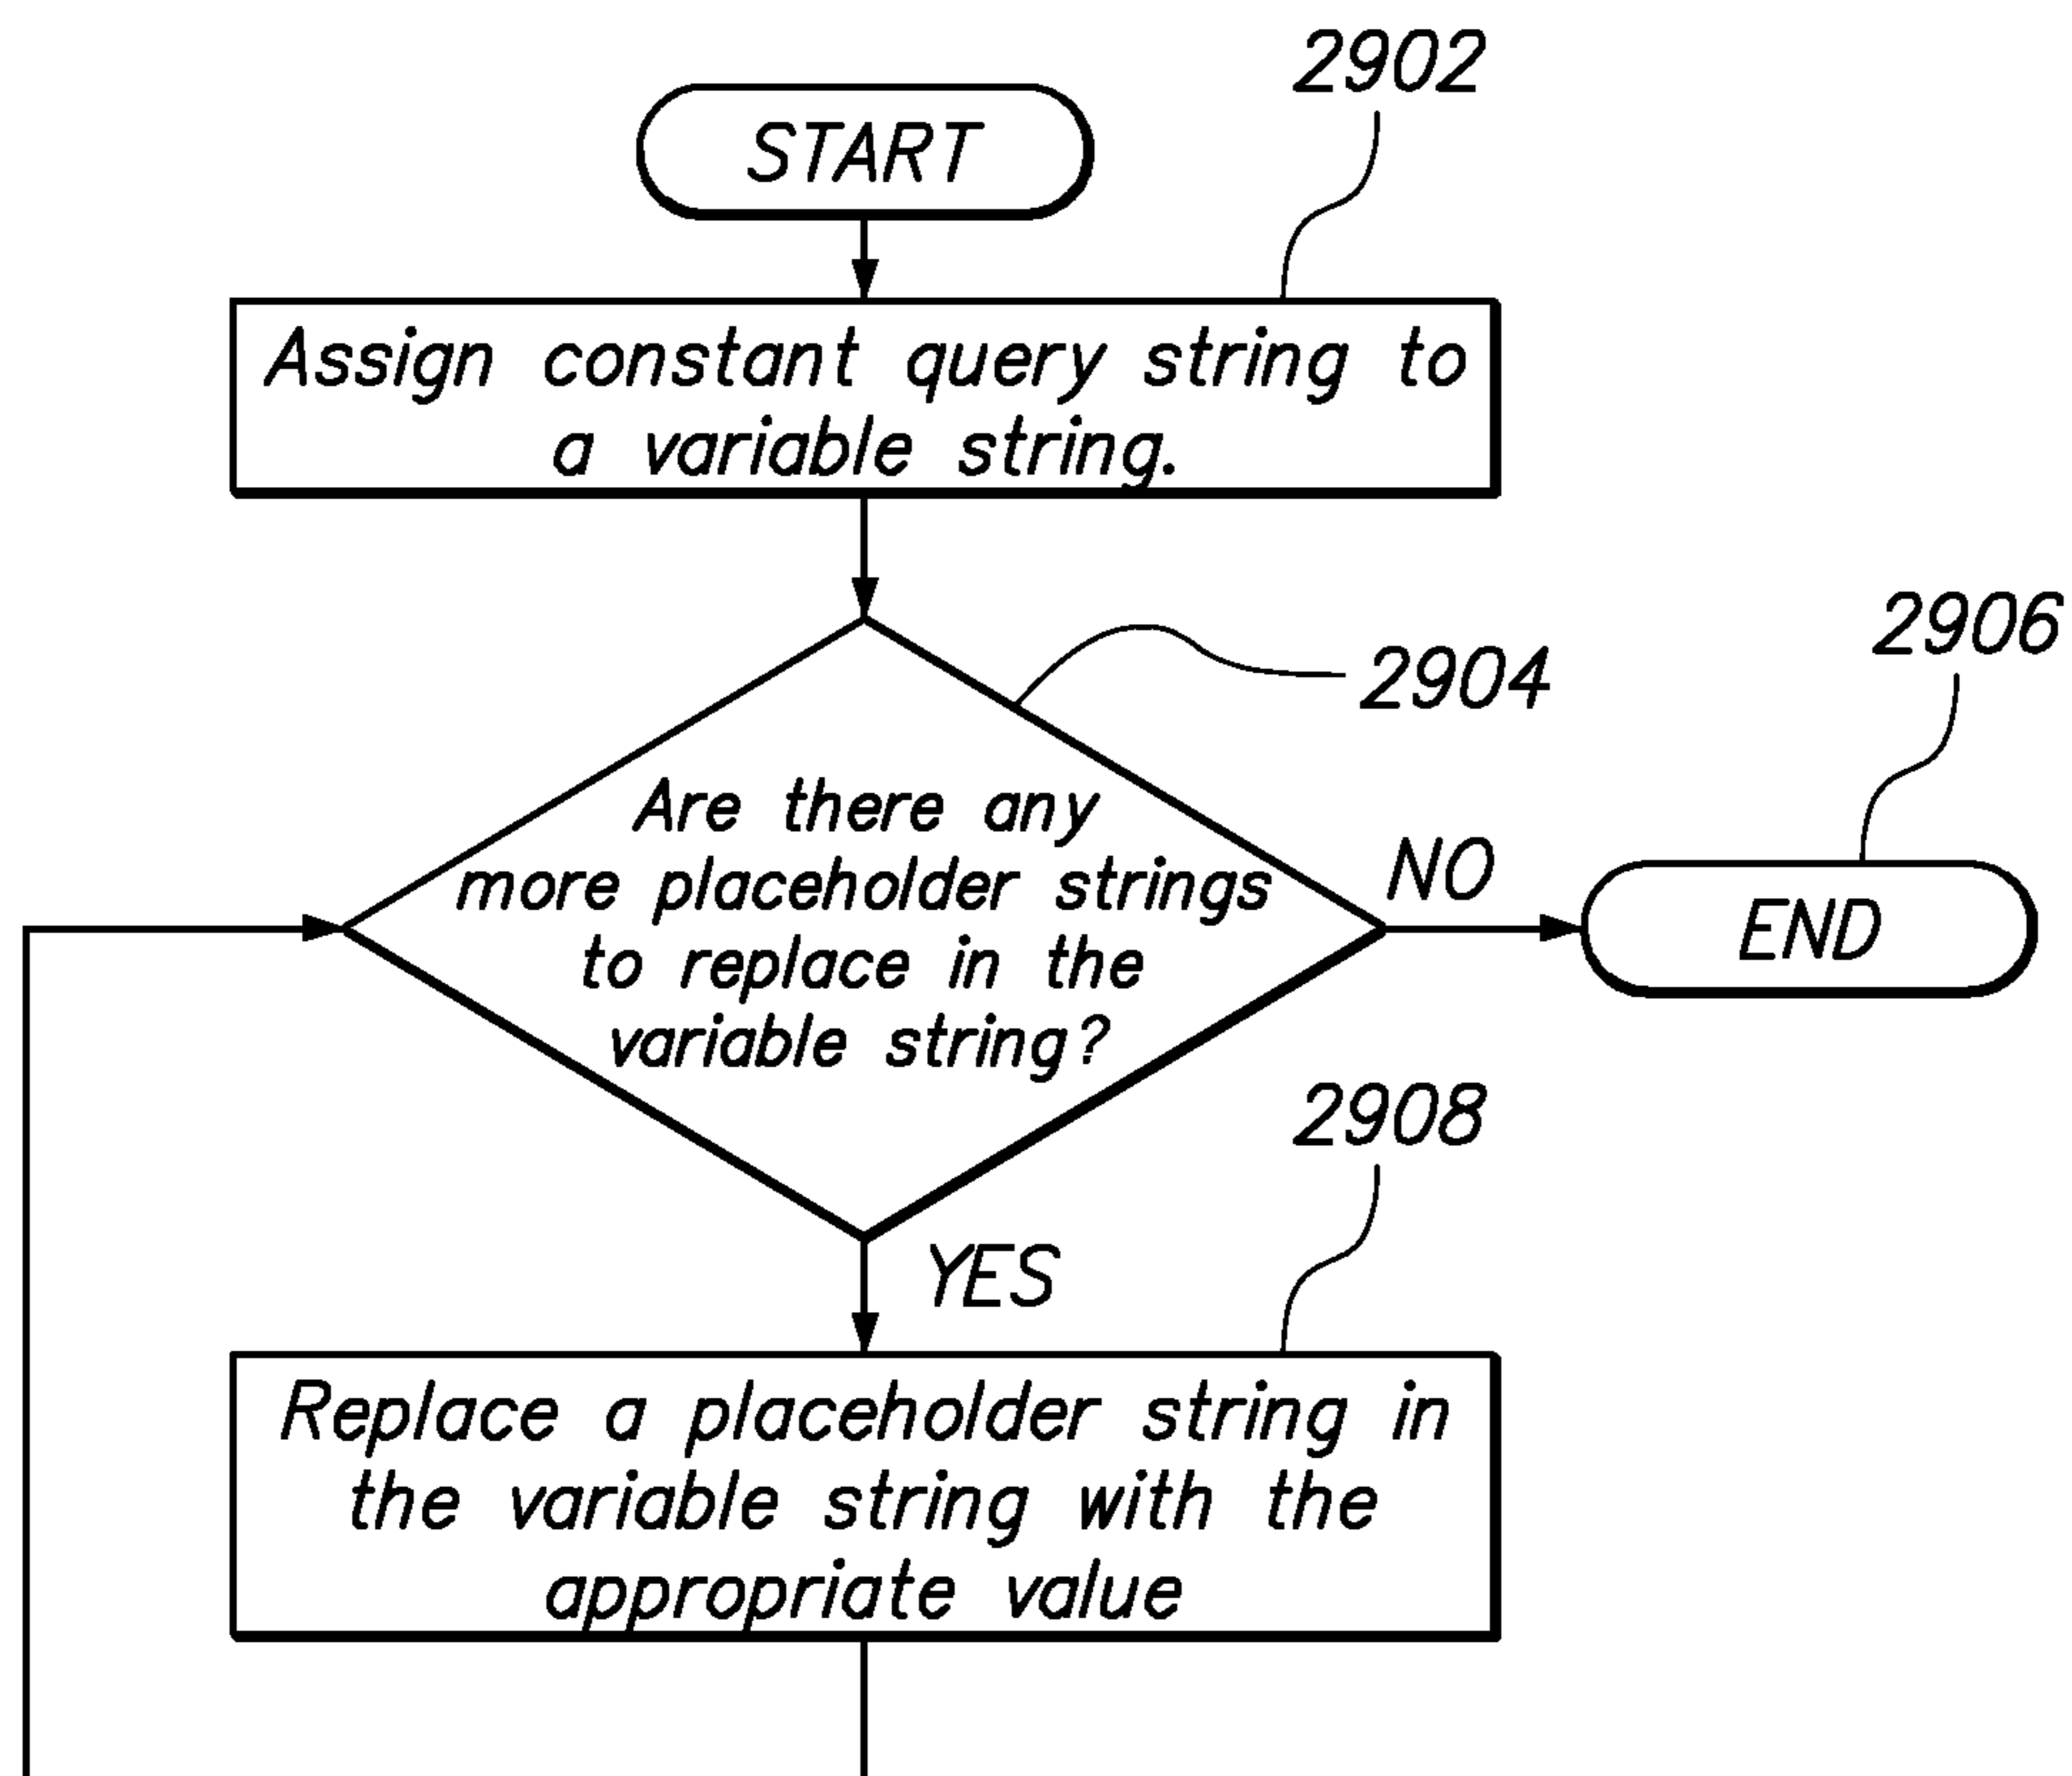 2902
START
Assign constant query string to
a variable string.
2904
2906
Are there any
more placeholder strings
to replace in the
variable string?
NO
END
2908
YES
Replace a placeholder string in
the variable string with the
appropriate value